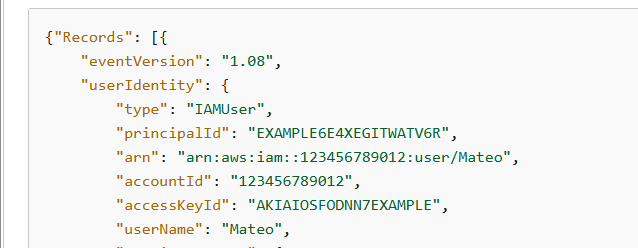 {"Records": [{
"eventVersion": "1.08",
"userIdentity": {
"type": "IAMUser",
"principalId": "EXAMPLE6E4XEGITWATV6R",
"arn": "arn:aws:iam::123456789012:user/Mateo",
"accountId": "123456789012",
"accessKeyId": "AKIAIOSFODNN7EXAMPLE",
"userName": "Mateo",